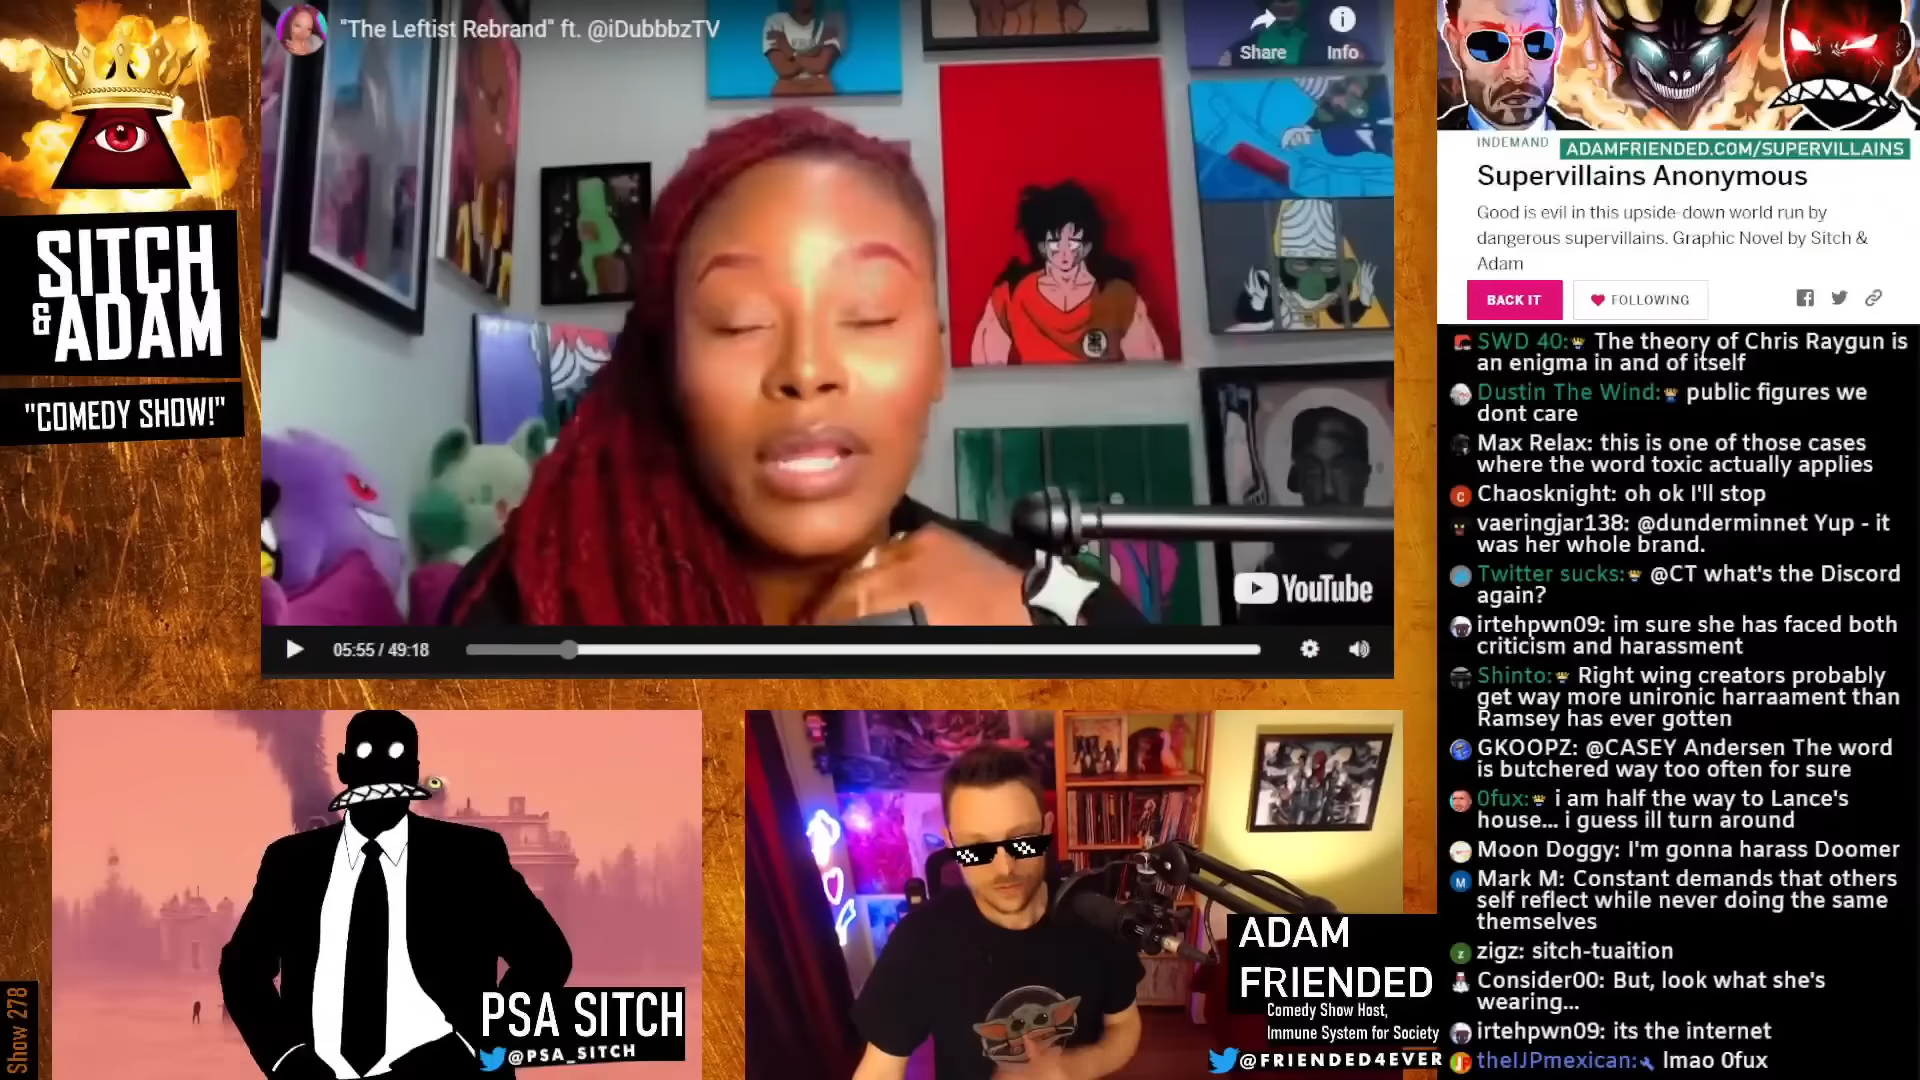 "The Leftist Rebrand" ft. @iDubbbzTV
Share
Info
YouTube
05:55 / 49:18
SITCH
& ADAM
"COMEDY SHOW!"
Show 278
PSA SITCH
@PSA_SITCH
ADAM
FRIENDED
Comedy Show Host,
Immune System for Society
@FRIENDED4EVER
INDEMAND
ADAMFRIENDED.COM/SUPERVILLAINS
Supervillains Anonymous
Good is evil in this upside-down world run by
dangerous supervillains. Graphic Novel by Sitch &
Adam
BACK IT
FOLLOWING
SWD 40: The theory of Chris Raygun is
an enigma in and of itself
Dustin The Wind: public figures we
dont care
Max Relax: this is one of those cases
where the word toxic actually applies
C Chaosknight: oh ok I'll stop
vaeringjar138: @dunderminnet Yup - it
was her whole brand.
Twitter sucks: @CT what's the Discord
again?
irtehpwn09: im sure she has faced both
criticism and harassment
Shinto: Right wing creators probably
get way more unironic harraament than
Ramsey has ever gotten
GKOOPZ: @CASEY Andersen The word
is butchered way too often for sure
0fux: i am half the way to Lance's
house... i guess ill turn around
Moon Doggy: I'm gonna harass Doomer
M Mark M: Constant demands that others
self reflect while never doing the same
themselves
z zigz: sitch-tuaition
Consider00: But, look what she's
wearing...
irtehpwn09: its the internet
theIJPmexican: lmao 0fux